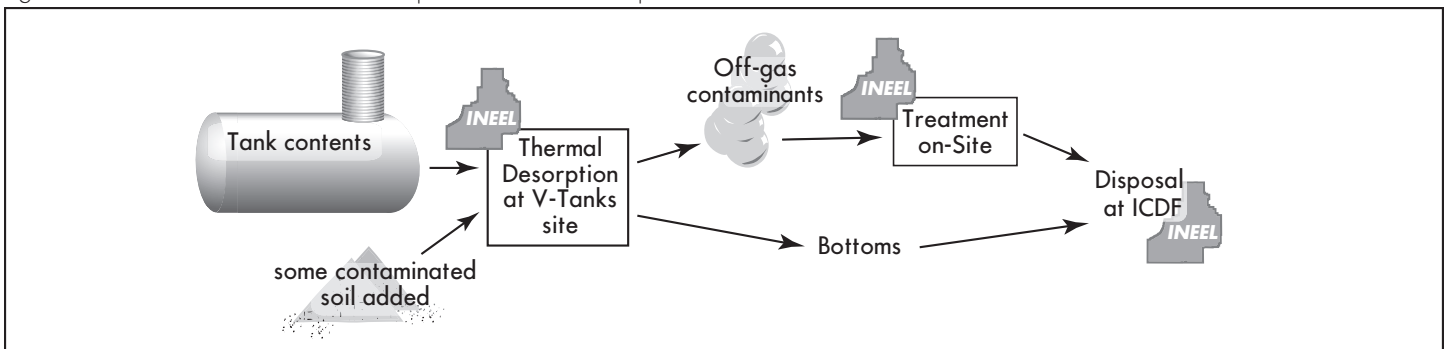 Tank contents
some contaminated
soil added
INEEL
Thermal
Desorption
at V-Tanks
site
Off-gas
contaminants
INEEL
Treatment
on-Site
Bottoms
Disposal
at ICDF
INEEL